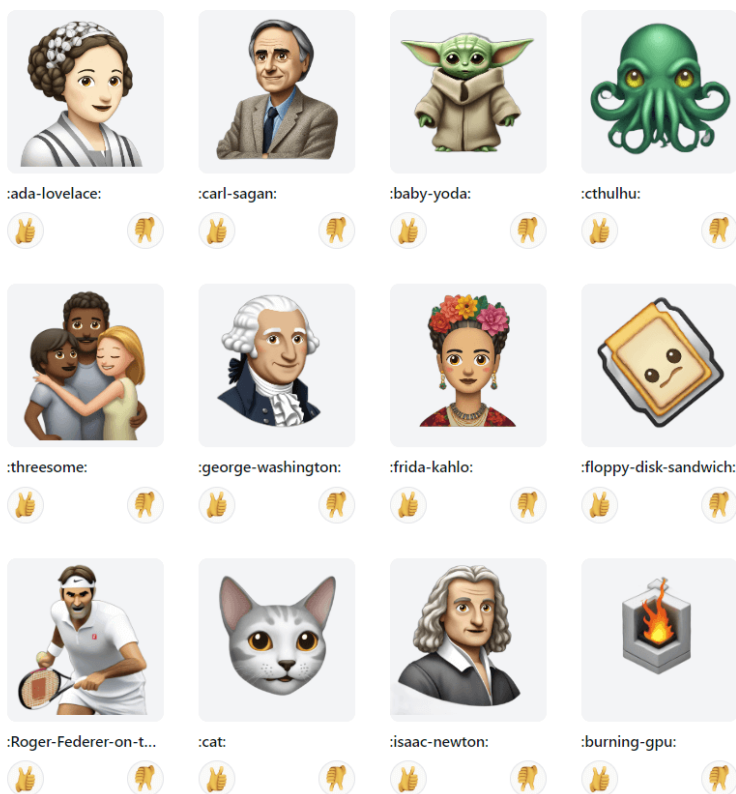 :ada-lovelace:
:carl-sagan:
:baby-yoda:
:cthulhu:
:threesome:
:george-washington:
:frida-kahlo:
:floppy-disk-sandwich:
:Roger-Federer-on-t...
:cat:
:isaac-newton:
:burning-gpu: